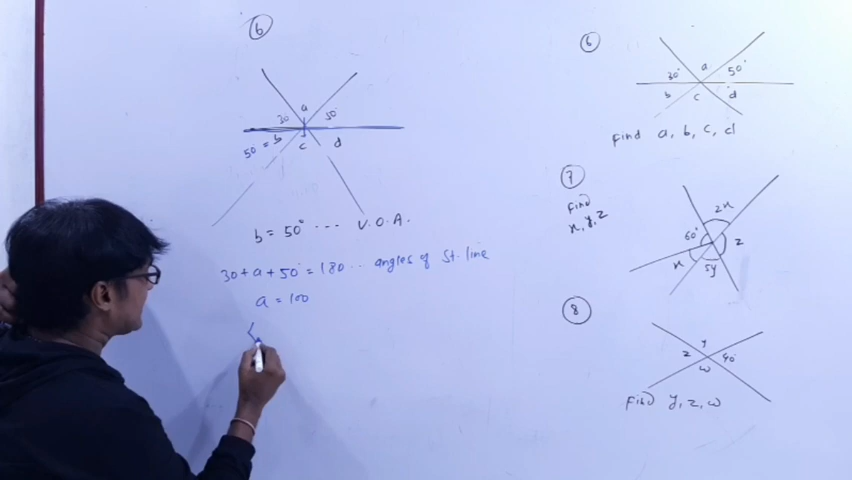 6
a
30° 50°
50 = b c d
b = 50° ... V.O.A.
30 + a + 50° = 180 ... angles of St. line
a = 100
6
a
30° 50°
b c d
Find a, b, c, d
7
Find
x, y, z
2x
60° z
x 5y
8
y
z 40°
w
Find y, z, w